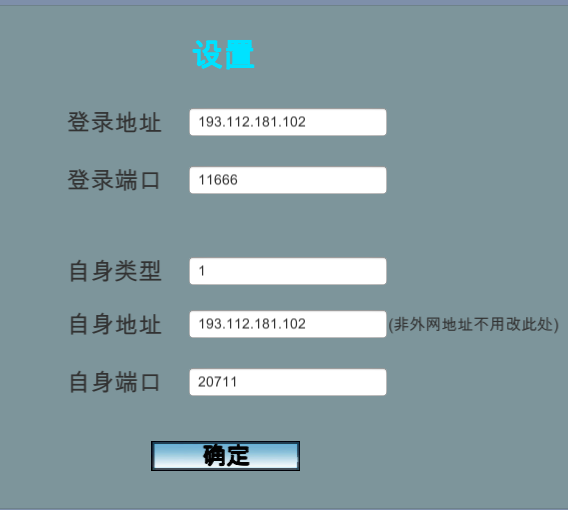 设置
登录地址 193.112.181.102
登录端口 11666
自身类型 1
自身地址 193.112.181.102 (非外网地址不用改此处)
自身端口 20711
确定